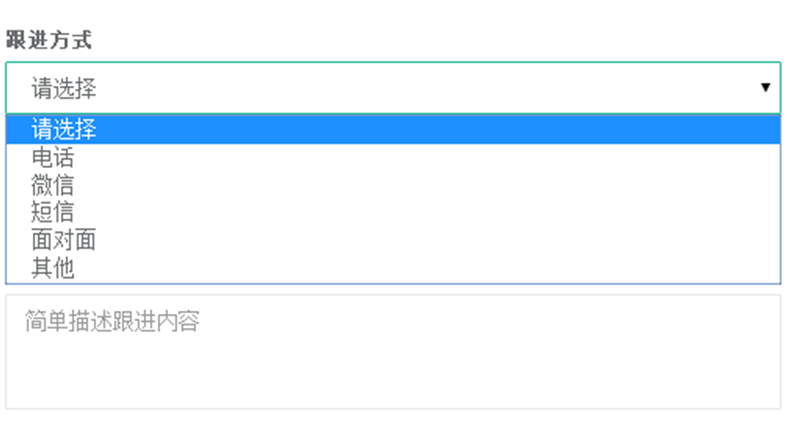 跟进方式
请选择
请选择
电话
微信
短信
面对面
其他
简单描述跟进内容